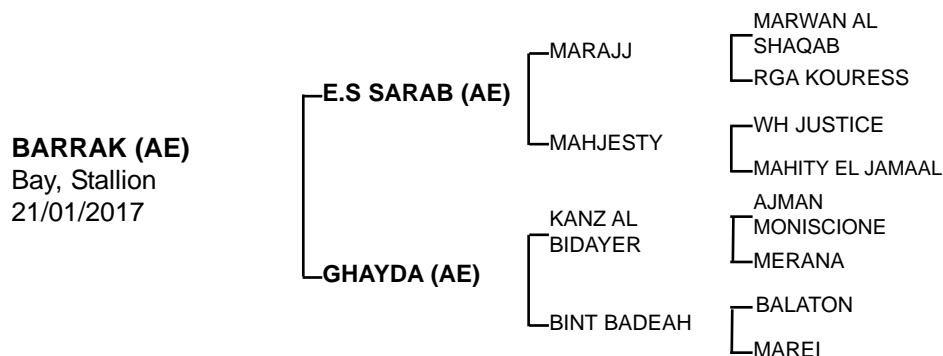 BARRAK (AE)
Bay, Stallion
21/01/2017
E.S SARAB (AE)
GHAYDA (AE)
MARAJJ
MAHJESTY
KANZ AL
BIDAYER
BINT BADEAH
MARWAN AL
SHAQAB
RGA KOURESS
WH JUSTICE
MAHITY EL JAMAAL
AJMAN
MONISCIONE
MERANA
BALATON
MAREI